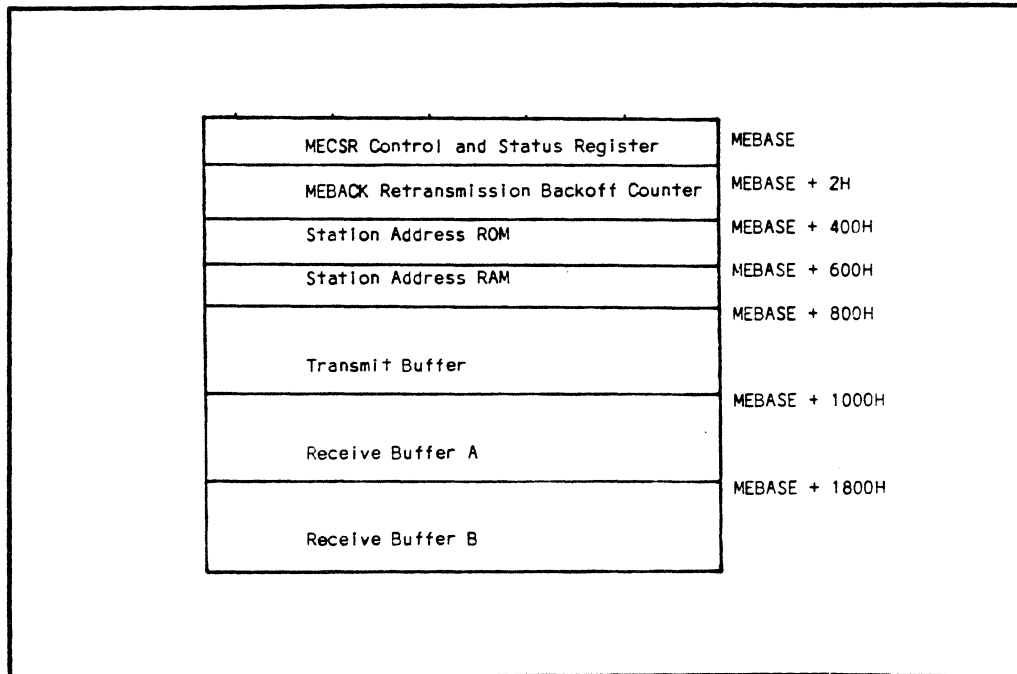 MECSR Control and Status Register MEBASE
MEBACK Retransmission Backoff Counter MEBASE + 2H
Station Address ROM MEBASE + 400H
Station Address RAM MEBASE + 600H
MEBASE + 800H
Transmit Buffer
MEBASE + 1000H
Receive Buffer A
MEBASE + 1800H
Receive Buffer B